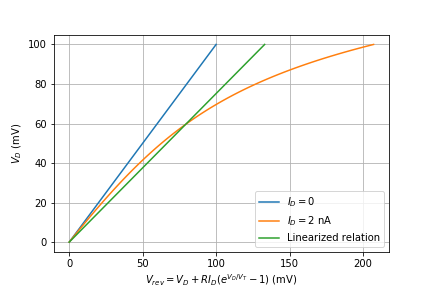 100
80
60
40
20
0
V_D (mV)
I_D = 0
I_D = 2 nA
Linearized relation
0 50 100 150 200
V_rev = V_D + RI_D(e^{V_D/V_T} − 1) (mV)